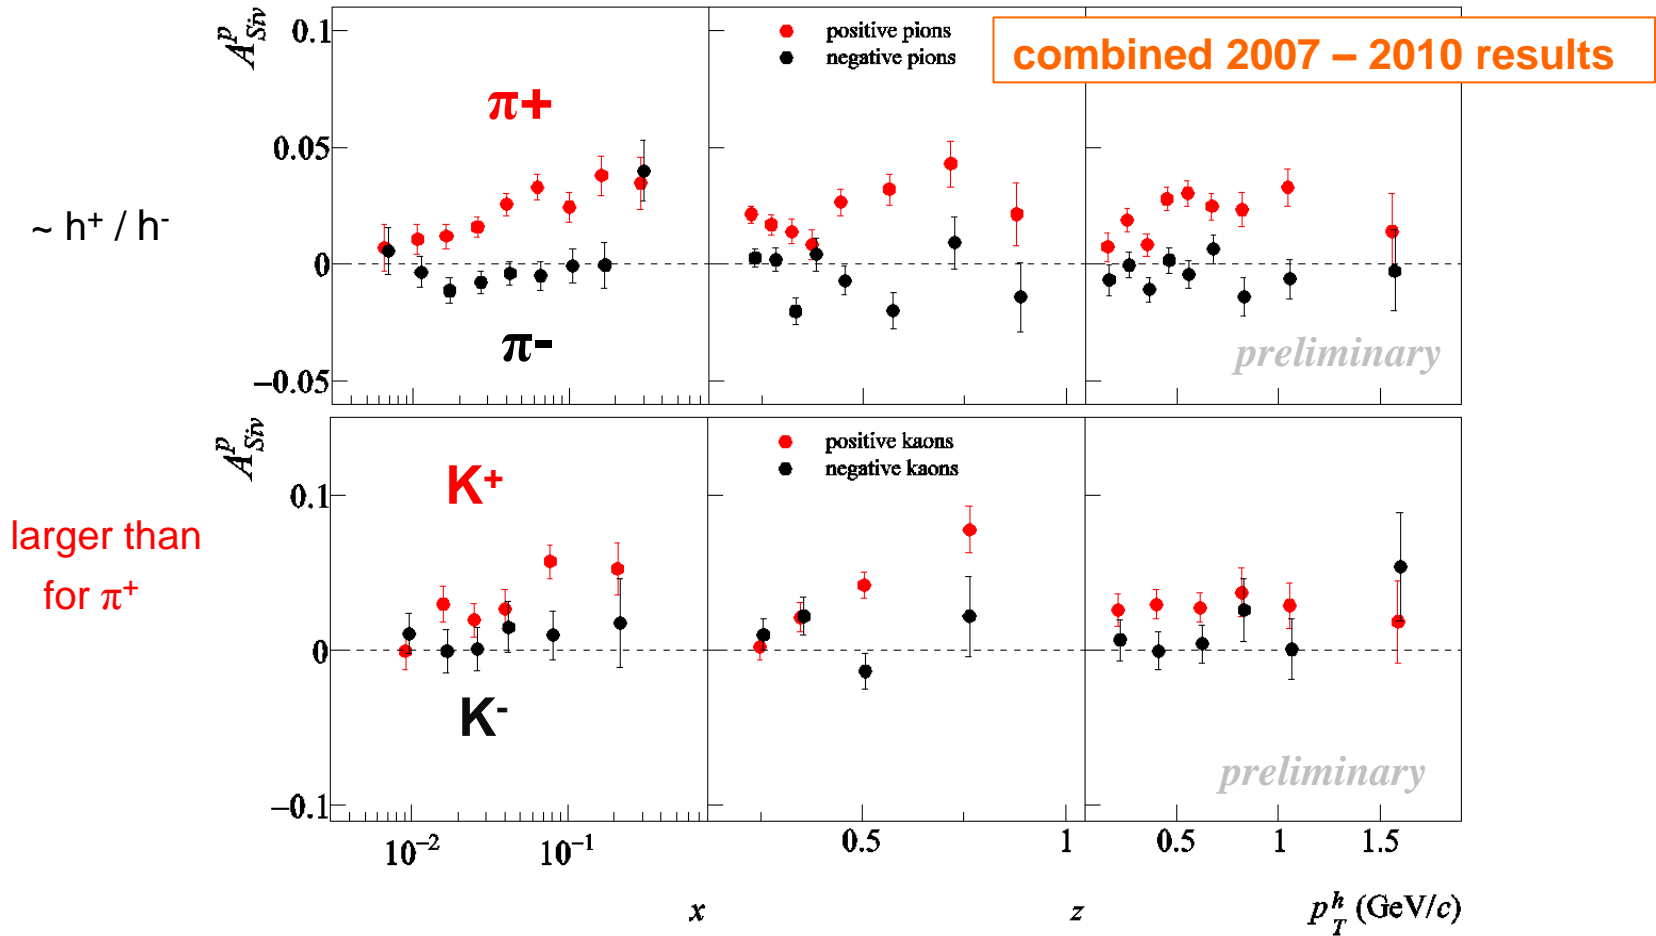 combined 2007 – 2010 results
A^p_Siv
0.1
0.05
0
−0.05
positive pions
negative pions
π+
π-
~ h⁺ / h⁻
preliminary
A^p_Siv
0.1
0
−0.1
positive kaons
negative kaons
K⁺
K⁻
larger than
for π⁺
preliminary
10⁻² 10⁻¹ 0.5 1 0.5 1 1.5
x z p_T^h (GeV/c)